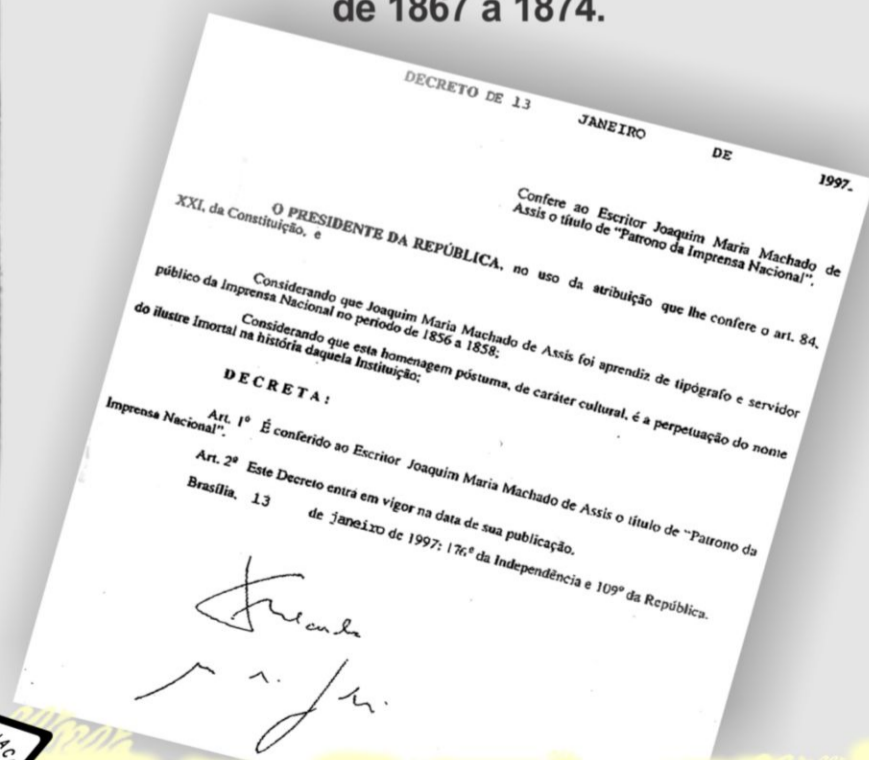 de 1867 a 1874.
DECRETO DE 13 JANEIRO DE 1997.
Confere ao Escritor Joaquim Maria Machado de
Assis o título de "Patrono da Imprensa Nacional".
O PRESIDENTE DA REPÚBLICA, no uso da atribuição que lhe confere o art. 84,
XXI, da Constituição, e
Considerando que Joaquim Maria Machado de Assis foi aprendiz de tipógrafo e servidor
público da Imprensa Nacional no período de 1856 a 1858;
Considerando que esta homenagem póstuma, de caráter cultural, é a perpetuação do nome
do ilustre Imortal na história daquela Instituição;
DECRETA:
Art. 1º É conferido ao Escritor Joaquim Maria Machado de Assis o título de "Patrono da
Imprensa Nacional".
Art. 2º Este Decreto entra em vigor na data de sua publicação.
Brasília, 13 de janeiro de 1997; 176º da Independência e 109º da República.